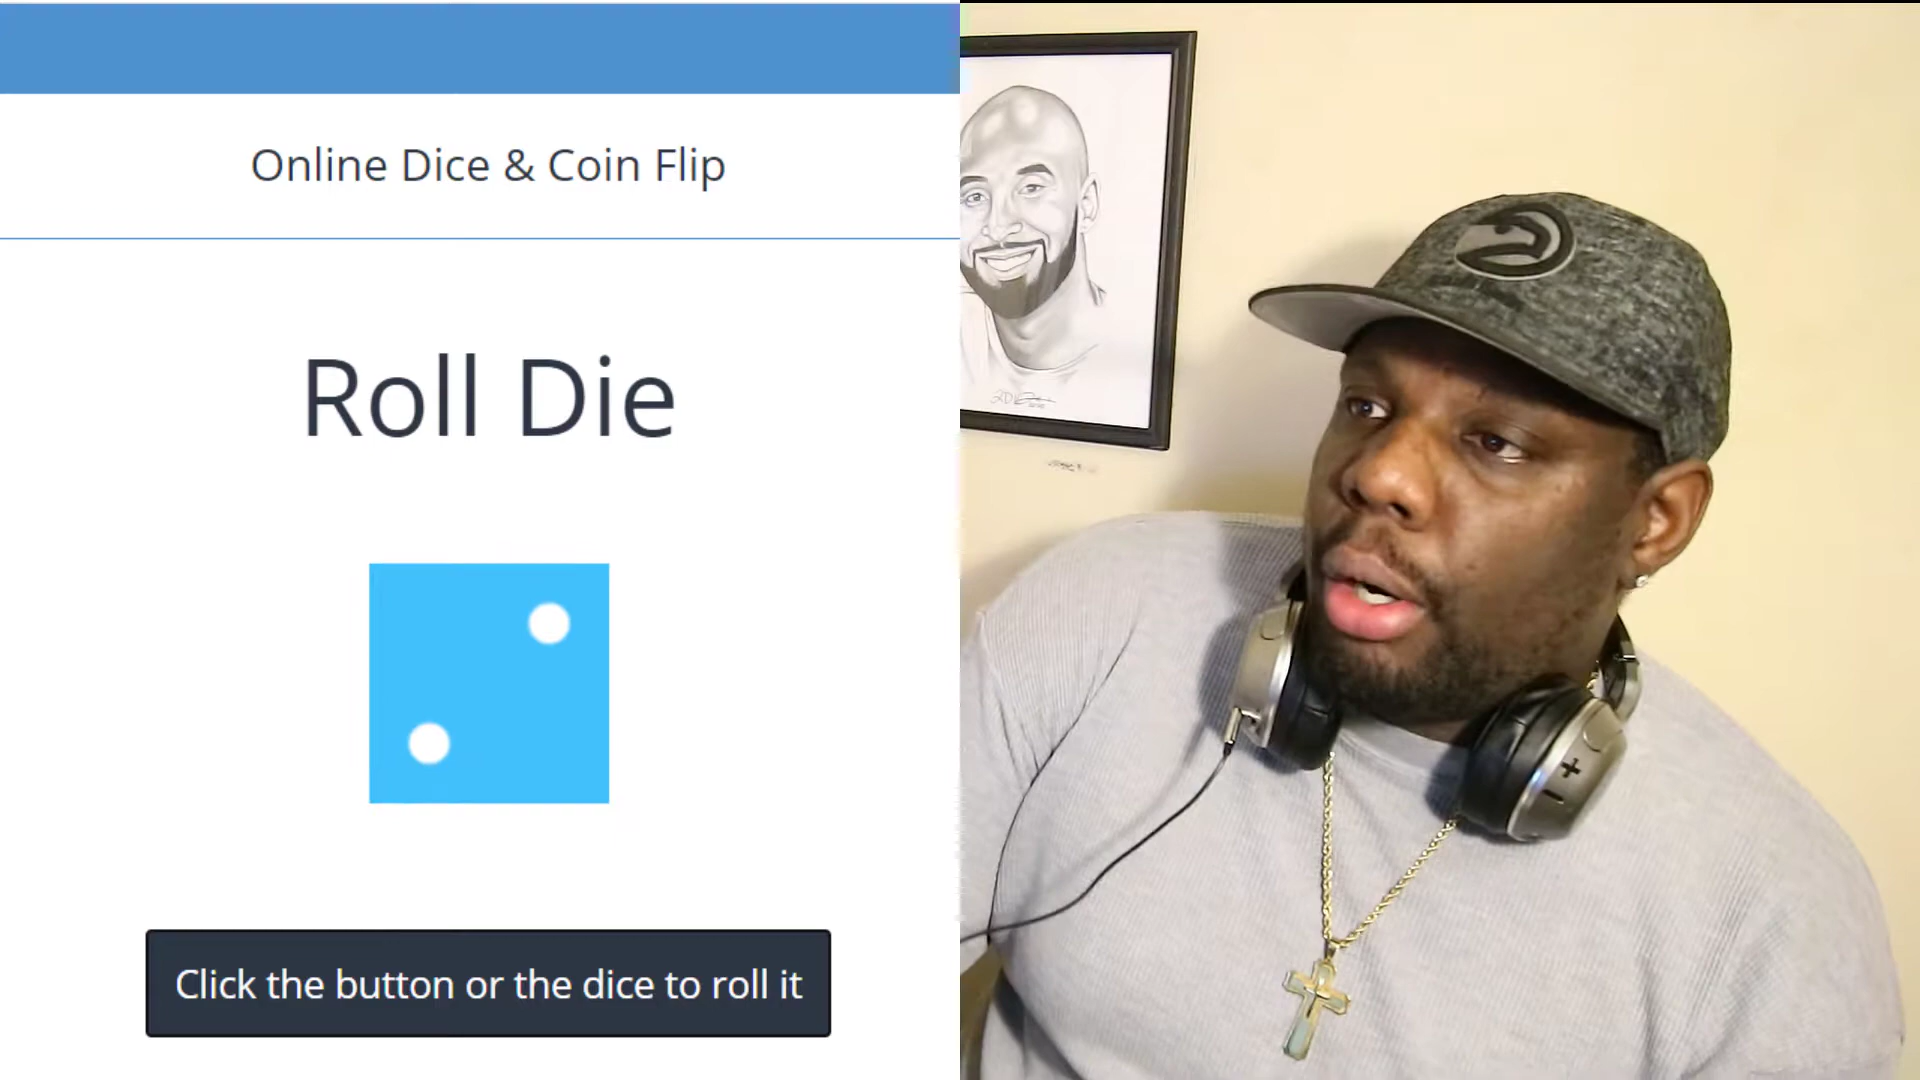 Online Dice & Coin Flip
Roll Die
Click the button or the dice to roll it